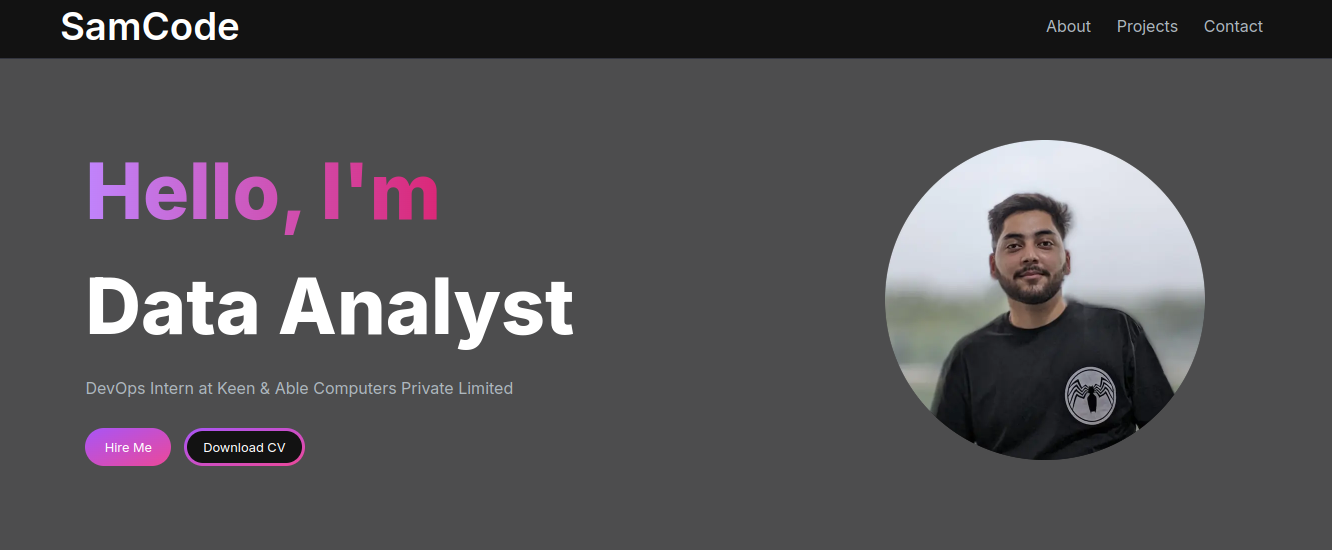 SamCode
About Projects Contact
Hello, I'm
Data Analyst
DevOps Intern at Keen & Able Computers Private Limited
Hire Me Download CV